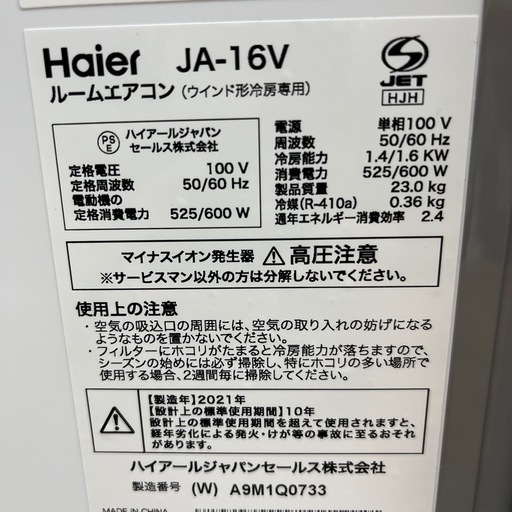 Haier JA-16V
ルームエアコン（ウインド形冷房専用）
S
JET
HJH
PS
E
ハイアールジャパン
セールス株式会社
定格電圧 100 V
定格周波数 50/60 Hz
電動機の
定格消費電力 525/600 W
電源 単相100 V
周波数 50/60 Hz
冷房能力 1.4/1.6 KW
消費電力 525/600 W
製品質量 23.0 kg
冷媒(R-410a) 0.36 kg
通年エネルギー消費効率 2.4
マイナスイオン発生器 ⚠高圧注意
※サービスマン以外の方は分解しないでください。
使用上の注意
・空気の吸込口の周囲には、空気の取り入れの妨げになる
ようなものを置かないでください。
・フィルターにホコリがたまると冷房能力が落ちますので、
シーズンの始めには必ず掃除し、特にホコリの多い場所で
使用する場合、2週間毎に掃除してください。
【製造年】2021年
【設計上の標準使用期間】10年
設計上の標準使用期間を超えて使用されますと、
経年劣化による発火・けが等の事故に至るおそれ
があります。
ハイアールジャパンセールス株式会社
製造番号 (W) A9M1Q0733
MADE IN CHINA